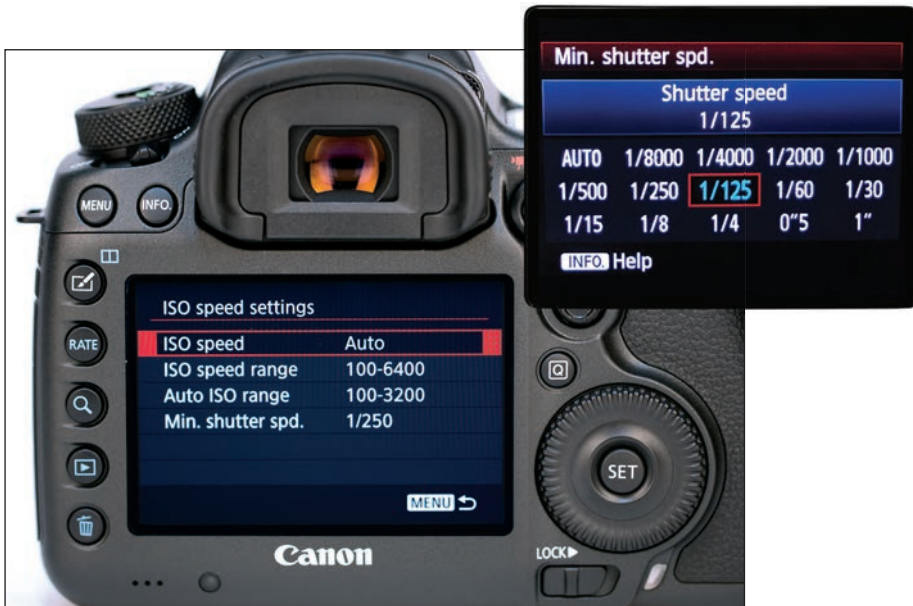 Min. shutter spd.
Shutter speed
1/125
AUTO 1/8000 1/4000 1/2000 1/1000
1/500 1/250 1/125 1/60 1/30
1/15 1/8 1/4 0"5 1"
INFO. Help
MENU INFO.
RATE
ISO speed settings
ISO speed Auto
ISO speed range 100-6400
Auto ISO range 100-3200
Min. shutter spd. 1/250
MENU
Q
SET
Canon
LOCK